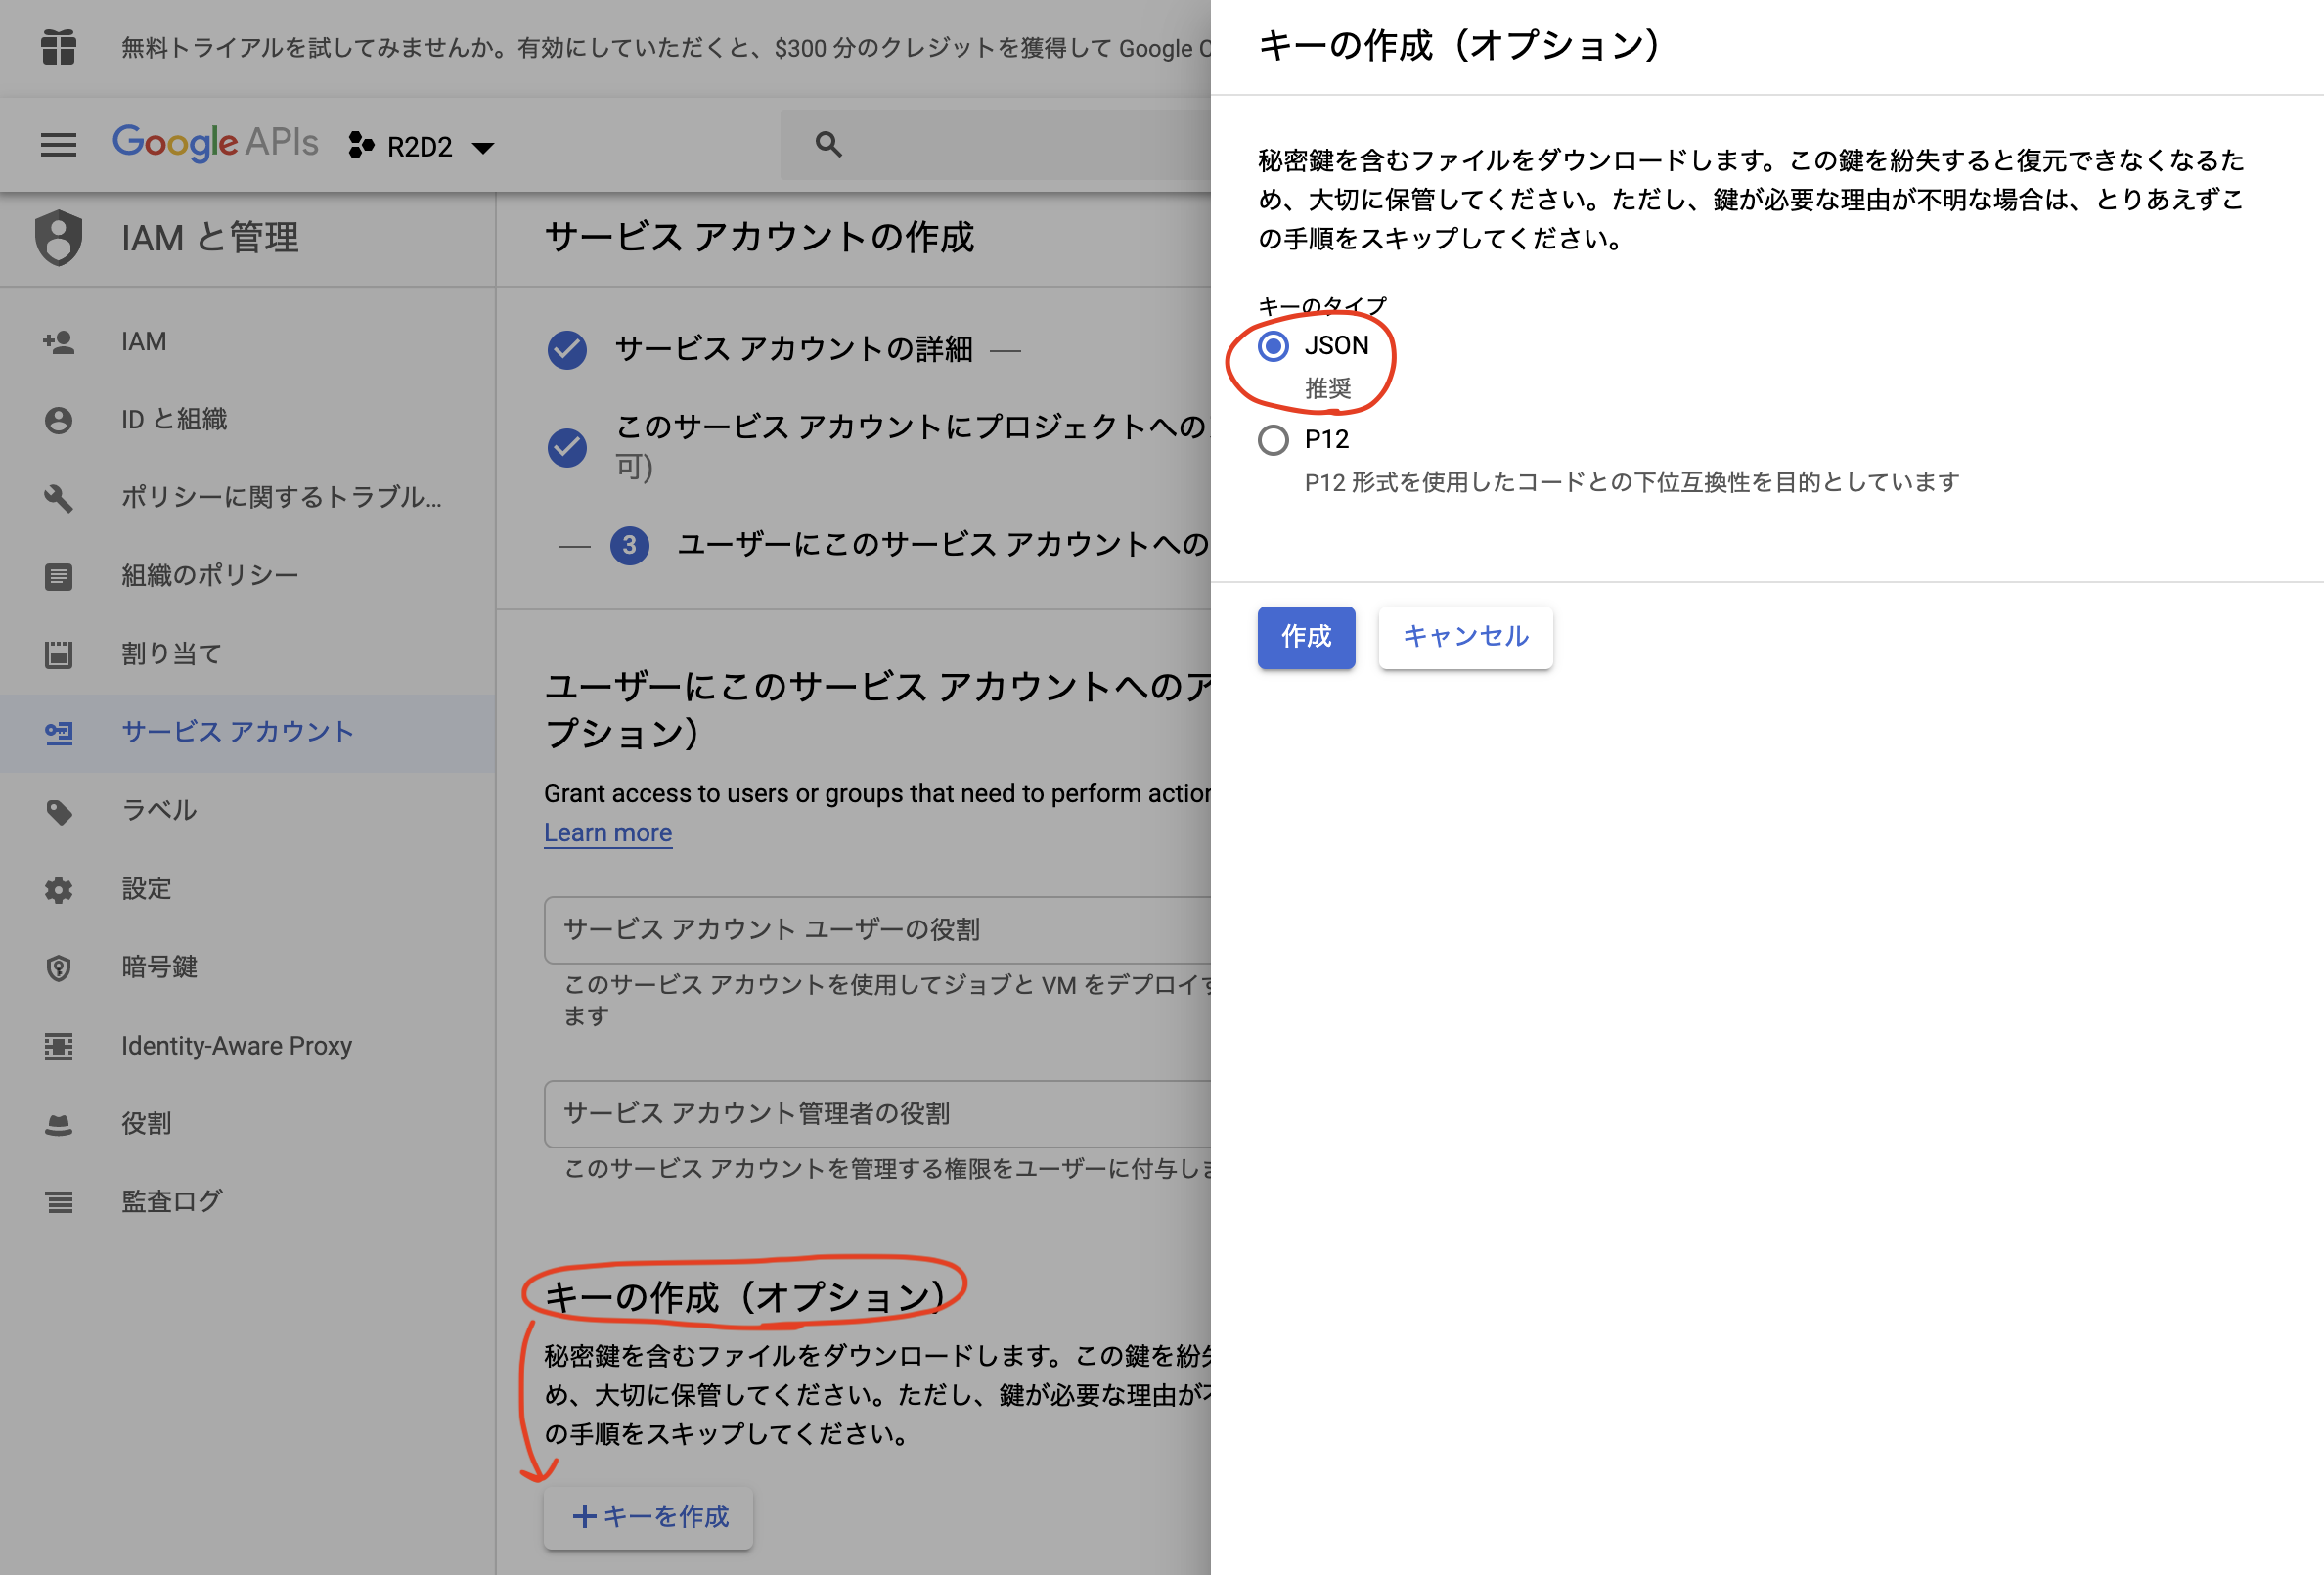 無料トライアルを試してみませんか。有効にしていただくと、$300 分のクレジットを獲得して Google C
Google APIs
R2D2
IAM と管理
IAM
ID と組織
ポリシーに関するトラブル...
組織のポリシー
割り当て
サービス アカウント
ラベル
設定
暗号鍵
Identity-Aware Proxy
役割
監査ログ
サービス アカウントの作成
サービス アカウントの詳細 —
このサービス アカウントにプロジェクトへの
可)
— 3 ユーザーにこのサービス アカウントへの
ユーザーにこのサービス アカウントへのア
プション）
Grant access to users or groups that need to perform action
Learn more
サービス アカウント ユーザーの役割
このサービス アカウントを使用してジョブと VM をデプロイす
ます
サービス アカウント管理者の役割
このサービス アカウントを管理する権限をユーザーに付与しま
キーの作成（オプション）
秘密鍵を含むファイルをダウンロードします。この鍵を紛失
め、大切に保管してください。ただし、鍵が必要な理由が不
の手順をスキップしてください。
+ キーを作成
キーの作成（オプション）
秘密鍵を含むファイルをダウンロードします。この鍵を紛失すると復元できなくなるた
め、大切に保管してください。ただし、鍵が必要な理由が不明な場合は、とりあえずこ
の手順をスキップしてください。
キーのタイプ
JSON
推奨
P12
P12 形式を使用したコードとの下位互換性を目的としています
作成
キャンセル